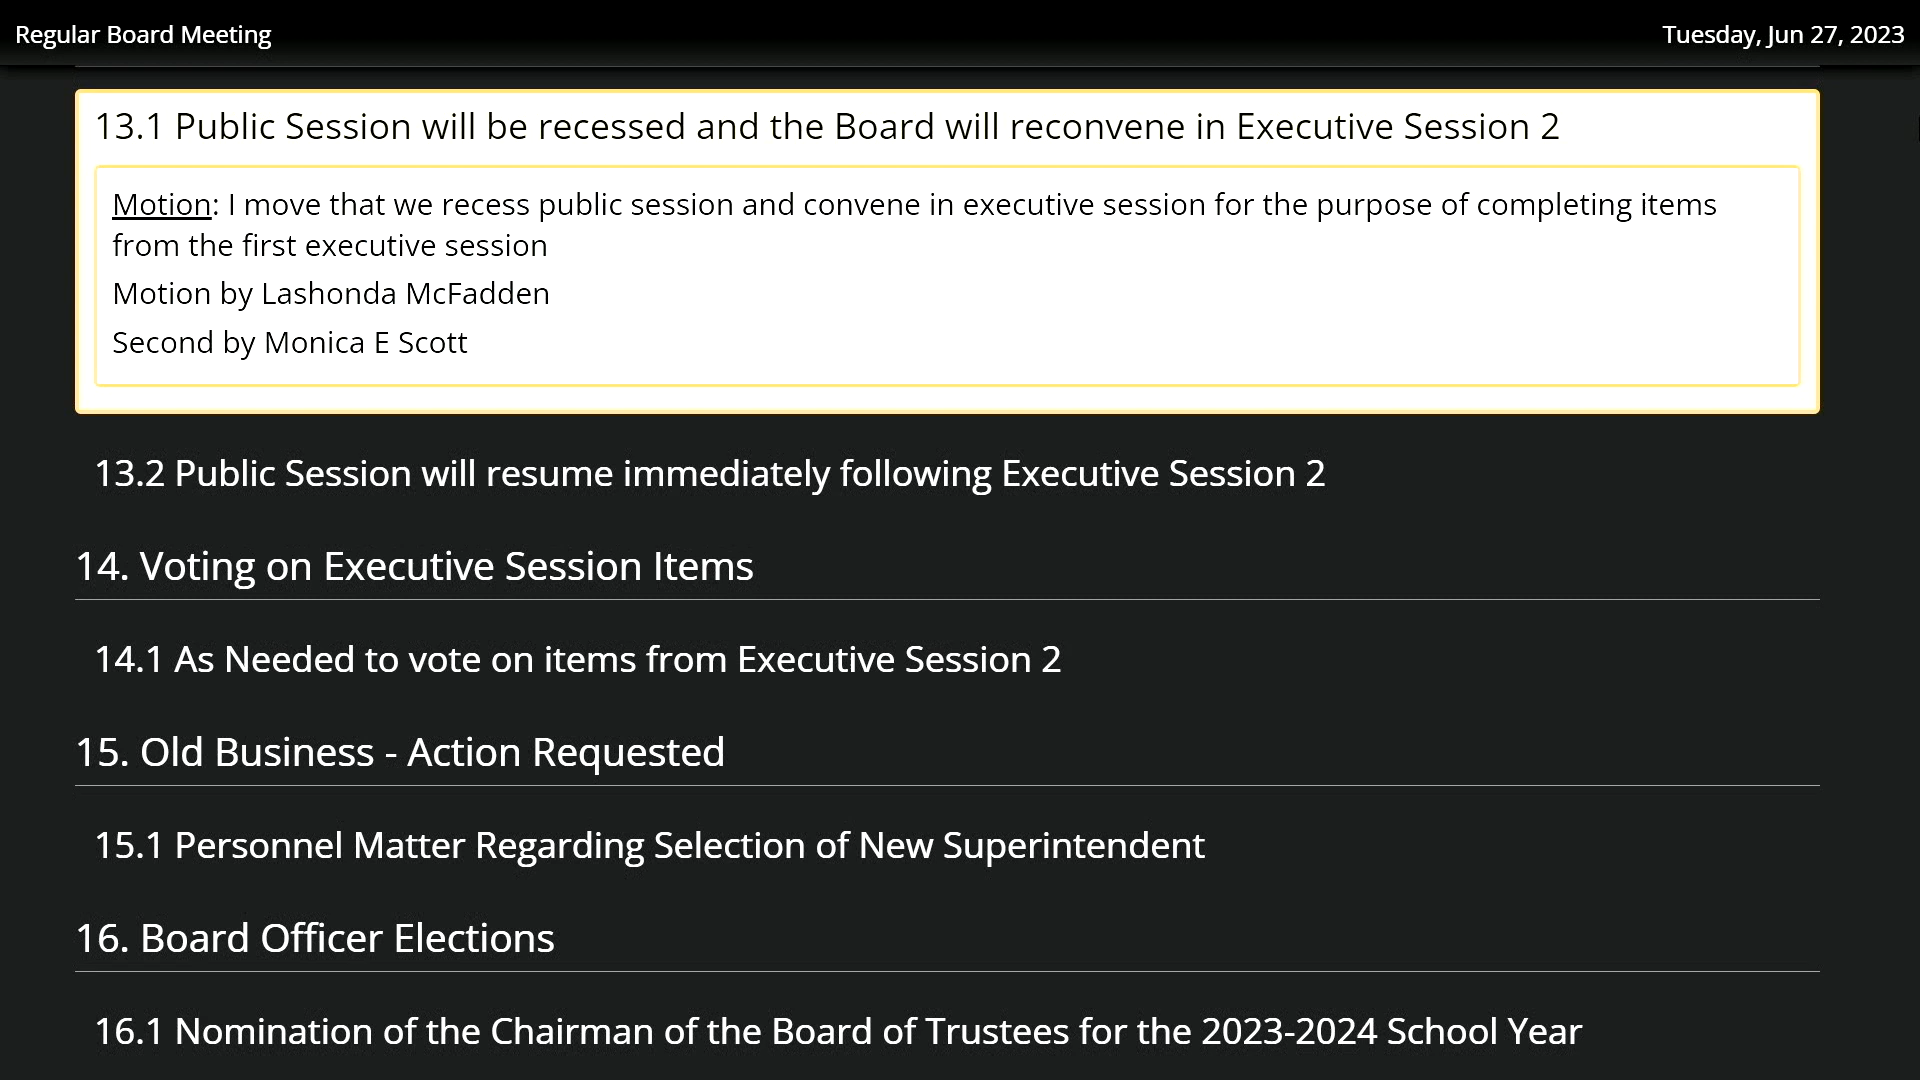 Regular Board Meeting
Tuesday, Jun 27, 2023
13.1 Public Session will be recessed and the Board will reconvene in Executive Session 2
Motion: I move that we recess public session and convene in executive session for the purpose of completing items
from the first executive session
Motion by Lashonda McFadden
Second by Monica E Scott
13.2 Public Session will resume immediately following Executive Session 2
14. Voting on Executive Session Items
14.1 As Needed to vote on items from Executive Session 2
15. Old Business - Action Requested
15.1 Personnel Matter Regarding Selection of New Superintendent
16. Board Officer Elections
16.1 Nomination of the Chairman of the Board of Trustees for the 2023-2024 School Year